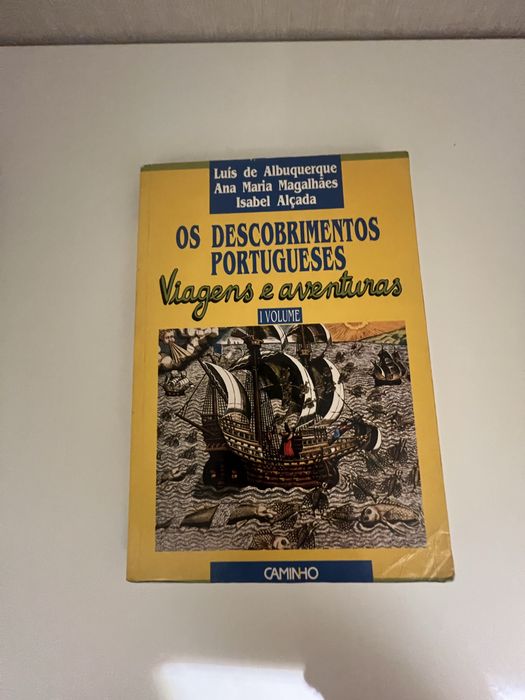 Luís de Albuquerque
Ana Maria Magalhães
Isabel Alçada
OS DESCOBRIMENTOS
PORTUGUESES
Viagens e aventuras
I VOLUME
CAMINHO